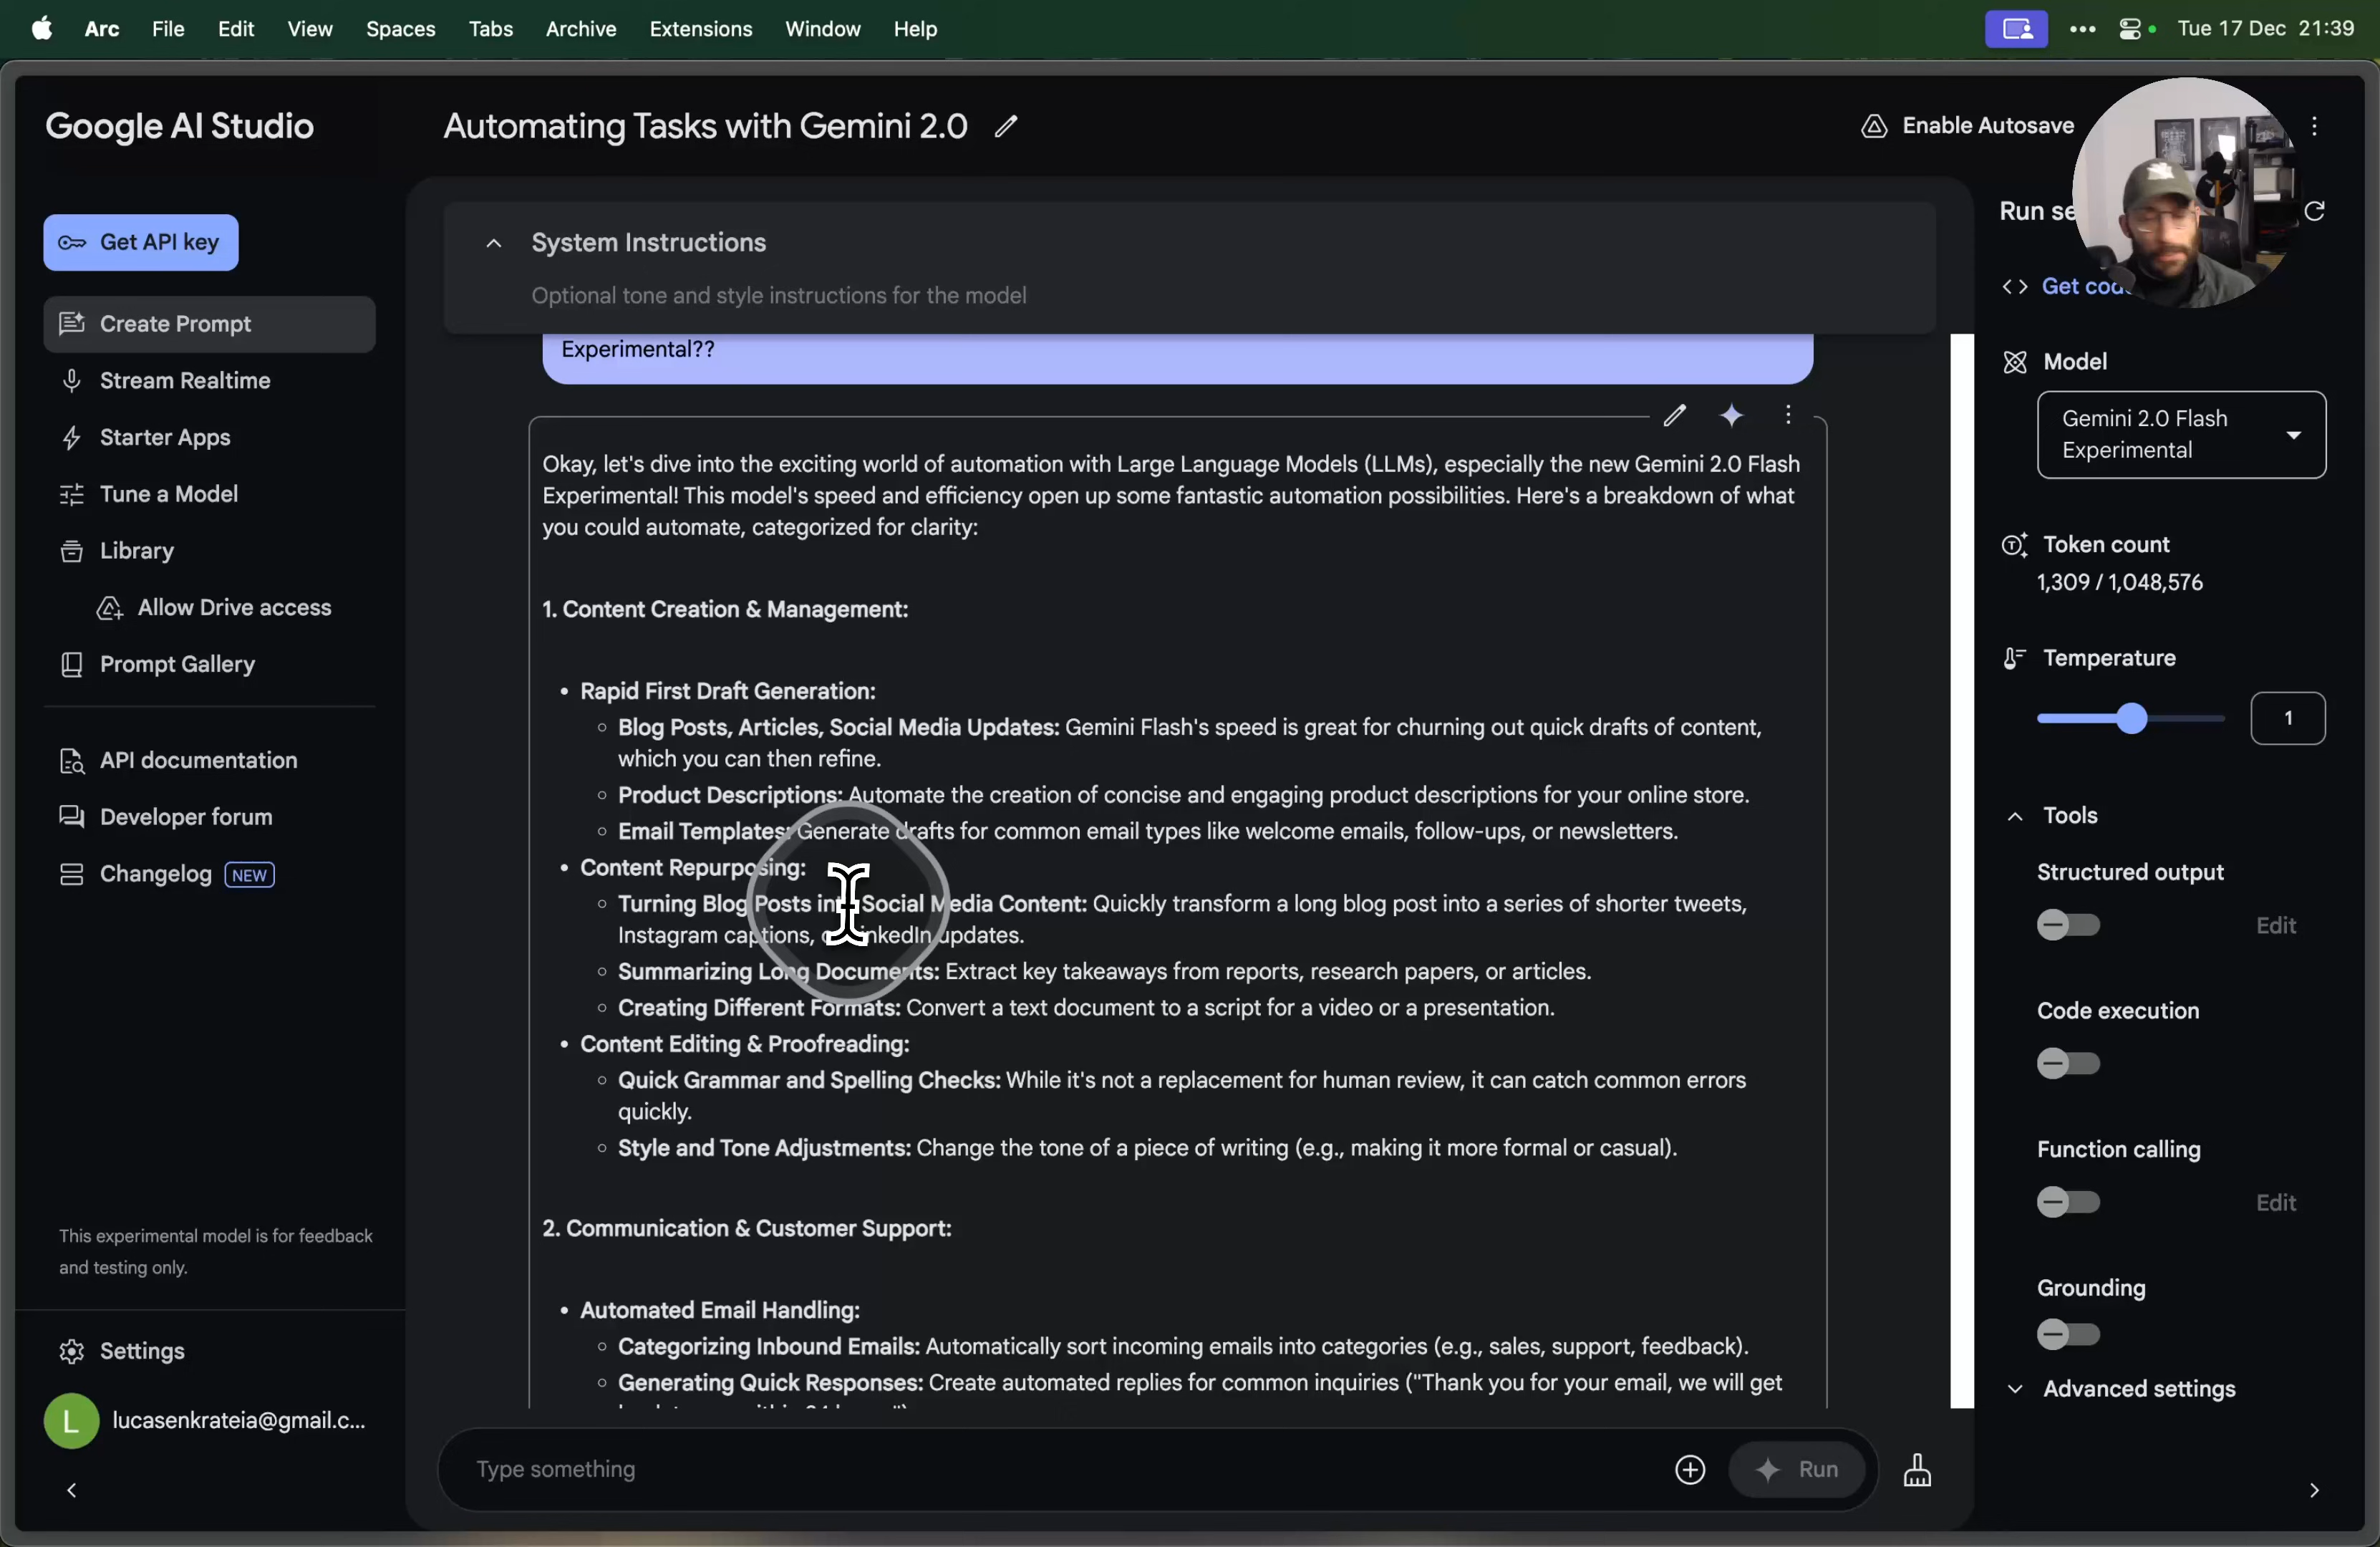 Arc File Edit View Spaces Tabs Archive Extensions Window Help
Tue 17 Dec 21:39
Google AI Studio
Automating Tasks with Gemini 2.0
Enable Autosave
Get API key
Create Prompt
Stream Realtime
Starter Apps
Tune a Model
Library
Allow Drive access
Prompt Gallery
API documentation
Developer forum
Changelog NEW
This experimental model is for feedback
and testing only.
Settings
L lucasenkrateia@gmail.c...
System Instructions
Optional tone and style instructions for the model
Experimental??
Okay, let's dive into the exciting world of automation with Large Language Models (LLMs), especially the new Gemini 2.0 Flash
Experimental! This model's speed and efficiency open up some fantastic automation possibilities. Here's a breakdown of what
you could automate, categorized for clarity:
1. Content Creation & Management:
• Rapid First Draft Generation:
Blog Posts, Articles, Social Media Updates: Gemini Flash's speed is great for churning out quick drafts of content,
which you can then refine.
Product Descriptions: Automate the creation of concise and engaging product descriptions for your online store.
Email Templates: Generate drafts for common email types like welcome emails, follow-ups, or newsletters.
• Content Repurposing:
Turning Blog Posts Social Media Content: Quickly transform a long blog post into a series of shorter tweets,
Instagram captions, updates.
Summarizing Long Documents: Extract key takeaways from reports, research papers, or articles.
Creating Different Formats: Convert a text document to a script for a video or a presentation.
• Content Editing & Proofreading:
Quick Grammar and Spelling Checks: While it's not a replacement for human review, it can catch common errors
quickly.
Style and Tone Adjustments: Change the tone of a piece of writing (e.g., making it more formal or casual).
2. Communication & Customer Support:
• Automated Email Handling:
Categorizing Inbound Emails: Automatically sort incoming emails into categories (e.g., sales, support, feedback).
Generating Quick Responses: Create automated replies for common inquiries ("Thank you for your email, we will get
Type something
Run
Run
Get
Model
Gemini 2.0 Flash
Experimental
Token count
1,309 / 1,048,576
Temperature
1
Tools
Structured output
Edit
Code execution
Function calling
Edit
Grounding
Advanced settings